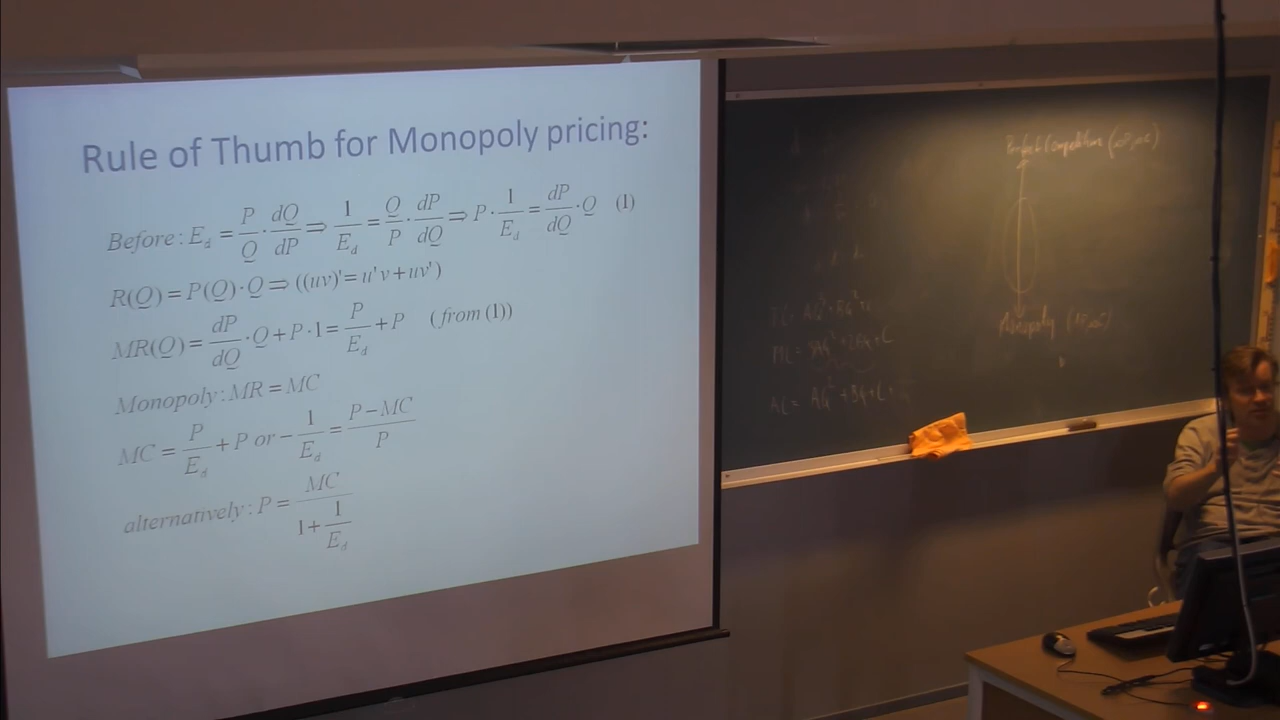 Rule of Thumb for Monopoly pricing:
Before: E_d = P/Q · dQ/dP ⇒ 1/E_d = Q/P · dP/dQ ⇒ P · 1/E_d = dP/dQ · Q (1)
R(Q) = P(Q) · Q ⇒ ((uv)' = u'v + uv')
MR(Q) = dP/dQ · Q + P · 1 = P/E_d + P (from (1))
Monopoly: MR = MC
MC = P/E_d + P or − 1/E_d = P − MC/P
alternatively: P = MC/(1 + 1/E_d)
Perfect Competition
Monopoly